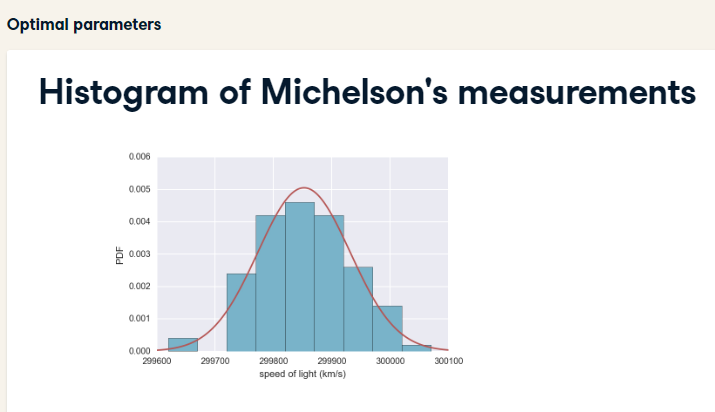 Optimal parameters
Histogram of Michelson's measurements
0.006
0.005
0.004
0.003
0.002
0.001
0.000
PDF
299600 299700 299800 299900 300000 300100
speed of light (km/s)